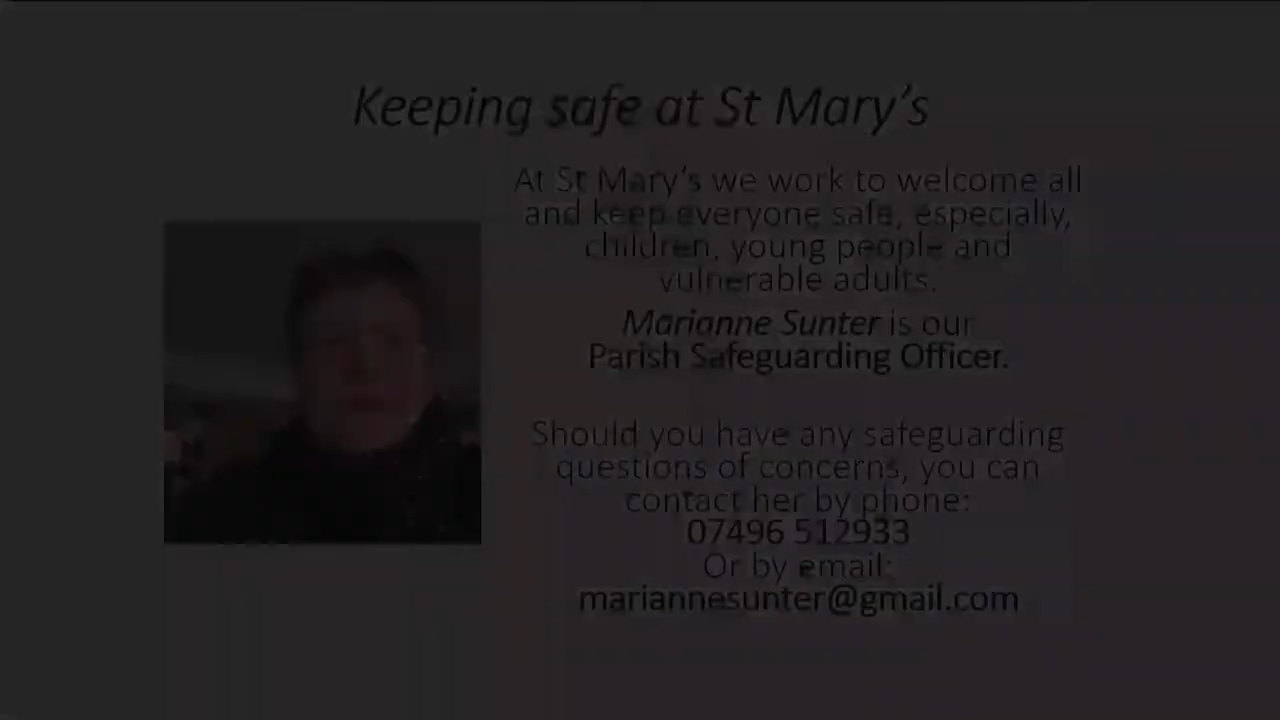 Keeping safe at St Mary's
At St Mary's we work to welcome all
and keep everyone safe, especially,
children, young people and
vulnerable adults.
Marianne Sunter is our
Parish Safeguarding Officer.
Should you have any safeguarding
questions of concerns, you can
contact her by phone:
07496 512933
Or by email:
mariannesunter@gmail.com